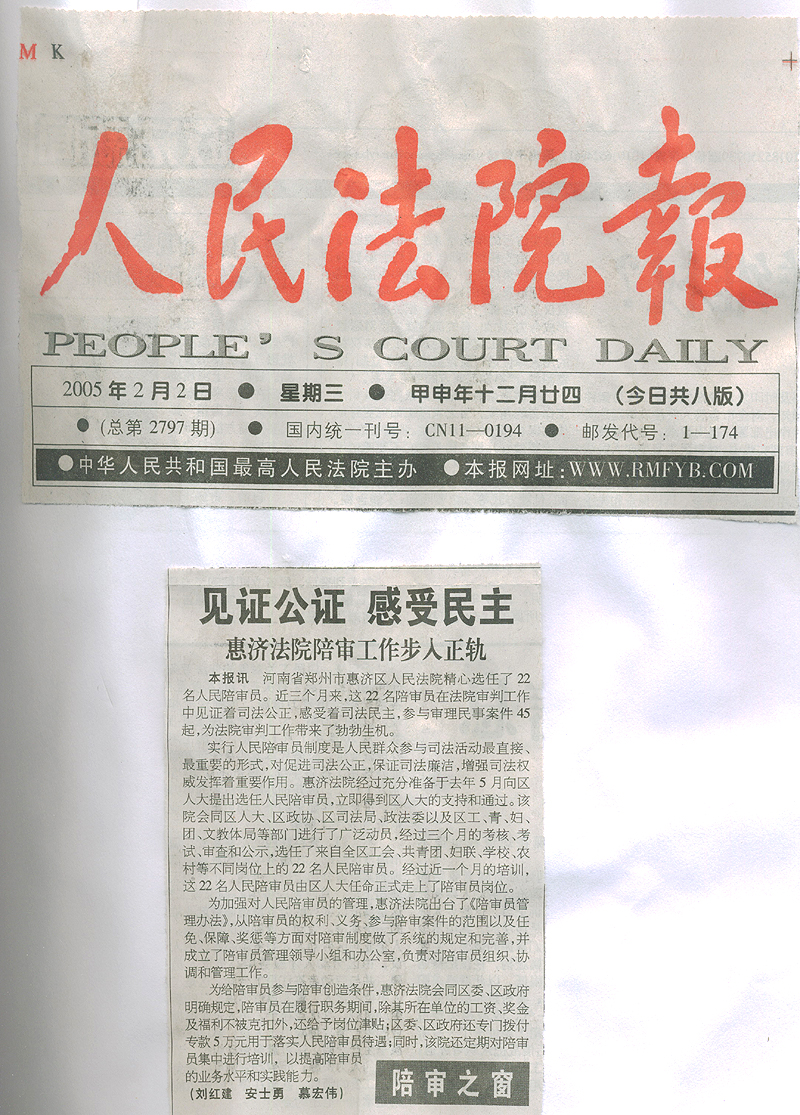 M K
人民法院報
PEOPLE'S COURT DAILY
2005年2月2日 ● 星期三 ● 甲申年十二月廿四 （今日共八版）
●（总第2797期） ● 国内统一刊号：CN11—0194 ● 邮发代号：1—174
●中华人民共和国最高人民法院主办 ●本报网址:WWW.RMFYB.COM
见证公证 感受民主
惠济法院陪审工作步入正轨
本报讯 河南省郑州市惠济区人民法院精心选任了22
名人民陪审员。近三个月来,这22名陪审员在法院审判工作
中见证着司法公正,感受着司法民主,参与审理民事案件45
起,为法院审判工作带来了勃勃生机。
实行人民陪审员制度是人民群众参与司法活动最直接、
最重要的形式,对促进司法公正,保证司法廉洁,增强司法权
威发挥着重要作用。惠济法院经过充分准备于去年5月向区
人大提出选任人民陪审员,立即得到区人大的支持和通过。该
院会同区人大、区政协、区司法局、政法委以及区工、青、妇、
团、文教体局等部门进行了广泛动员,经过三个月的考核、考
试、审查和公示,选任了来自全区工会、共青团、妇联、学校、农
村等不同岗位上的22名人民陪审员。经过近一个月的培训,
这22名人民陪审员由区人大任命正式走上了陪审员岗位。
为加强对人民陪审员的管理,惠济法院出台了《陪审员管
理办法》,从陪审员的权利、义务、参与陪审案件的范围以及任
免、保障、奖惩等方面对陪审制度做了系统的规定和完善,并
成立了陪审员管理领导小组和办公室,负责对陪审员组织、协
调和管理工作。
为给陪审员参与陪审创造条件,惠济法院会同区委、区政府
明确规定,陪审员在履行职务期间,除其所在单位的工资、奖金
及福利不被克扣外,还给予岗位津贴;区委、区政府还专门拨付
专款5万元用于落实人民陪审员待遇;同时,该院还定期对陪审
员集中进行培训，以提高陪审员
的业务水平和实践能力。
（刘红建 安士勇 慕宏伟）
陪审之窗